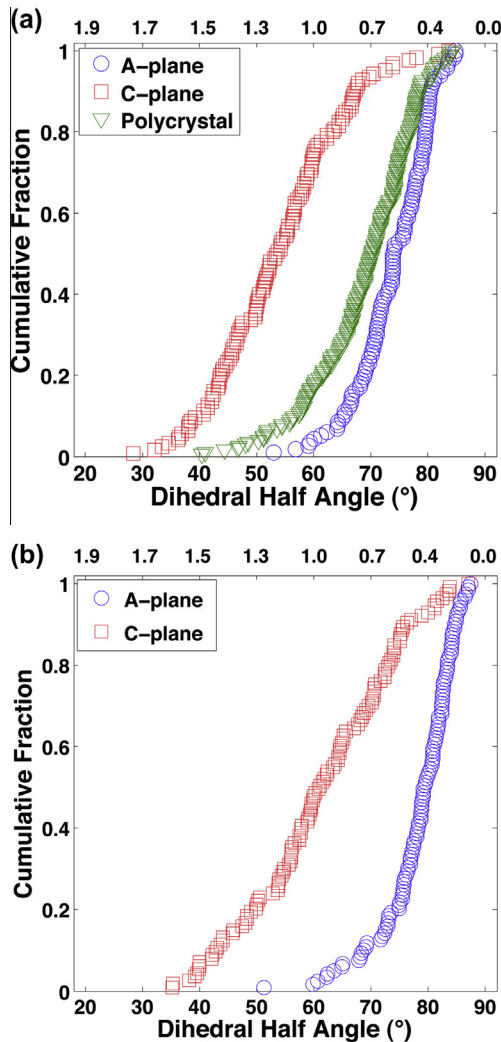 (a)
1.9 1.7 1.5 1.3 1.0 0.7 0.4 0.0
1
0.8
0.6
0.4
0.2
0
Cumulative Fraction
A−plane
C−plane
Polycrystal
20 30 40 50 60 70 80 90
Dihedral Half Angle (°)
(b)
1.9 1.7 1.5 1.3 1.0 0.7 0.4 0.0
1
0.8
0.6
0.4
0.2
0
Cumulative Fraction
A−plane
C−plane
20 30 40 50 60 70 80 90
Dihedral Half Angle (°)